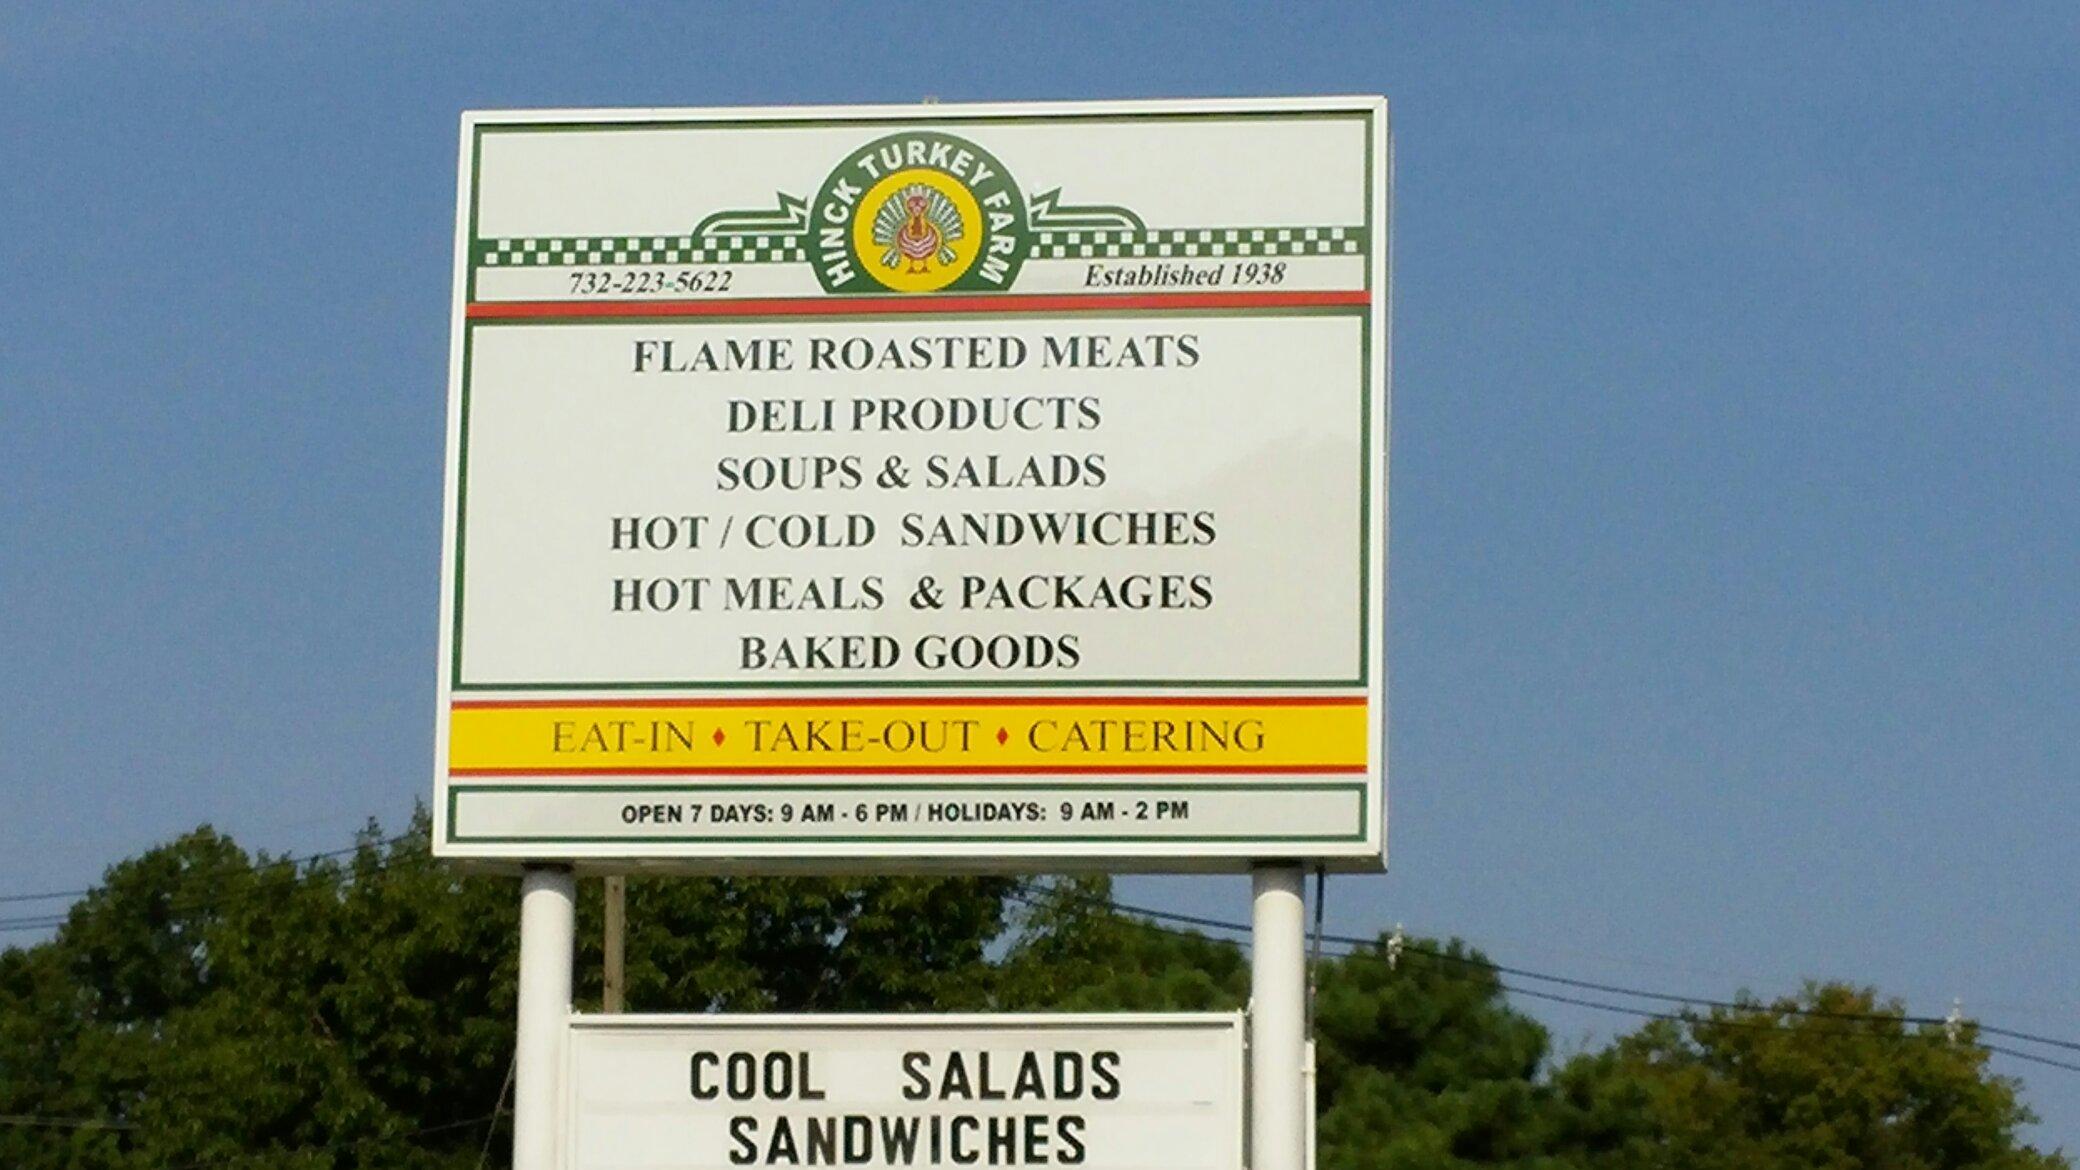 HINCK TURKEY FARM
732-223-5622 Established 1938
FLAME ROASTED MEATS
DELI PRODUCTS
SOUPS & SALADS
HOT / COLD SANDWICHES
HOT MEALS & PACKAGES
BAKED GOODS
EAT-IN ♦ TAKE-OUT ♦ CATERING
OPEN 7 DAYS: 9 AM - 6 PM / HOLIDAYS: 9 AM - 2 PM
COOL SALADS
SANDWICHES